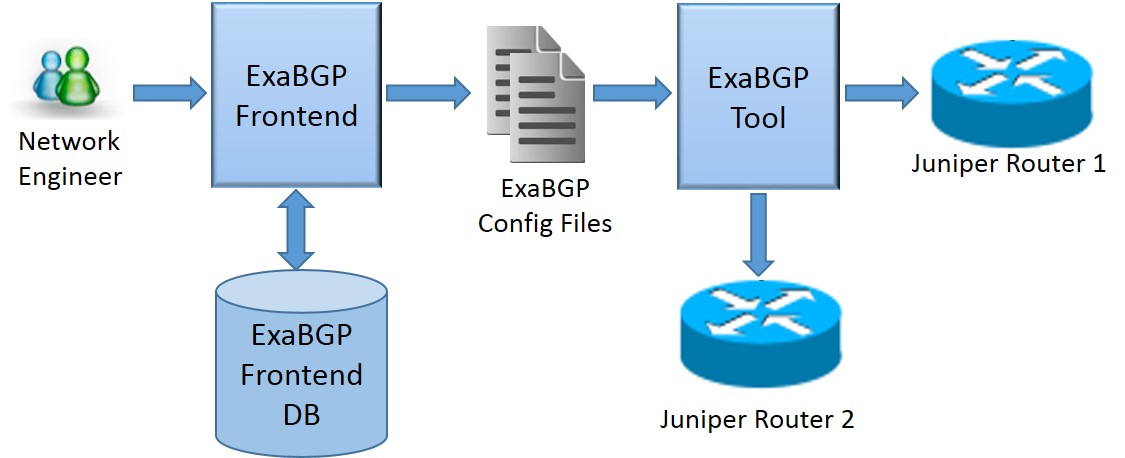 Network
Engineer
ExaBGP
Frontend
ExaBGP
Frontend
DB
ExaBGP
Config Files
ExaBGP
Tool
Juniper Router 1
Juniper Router 2